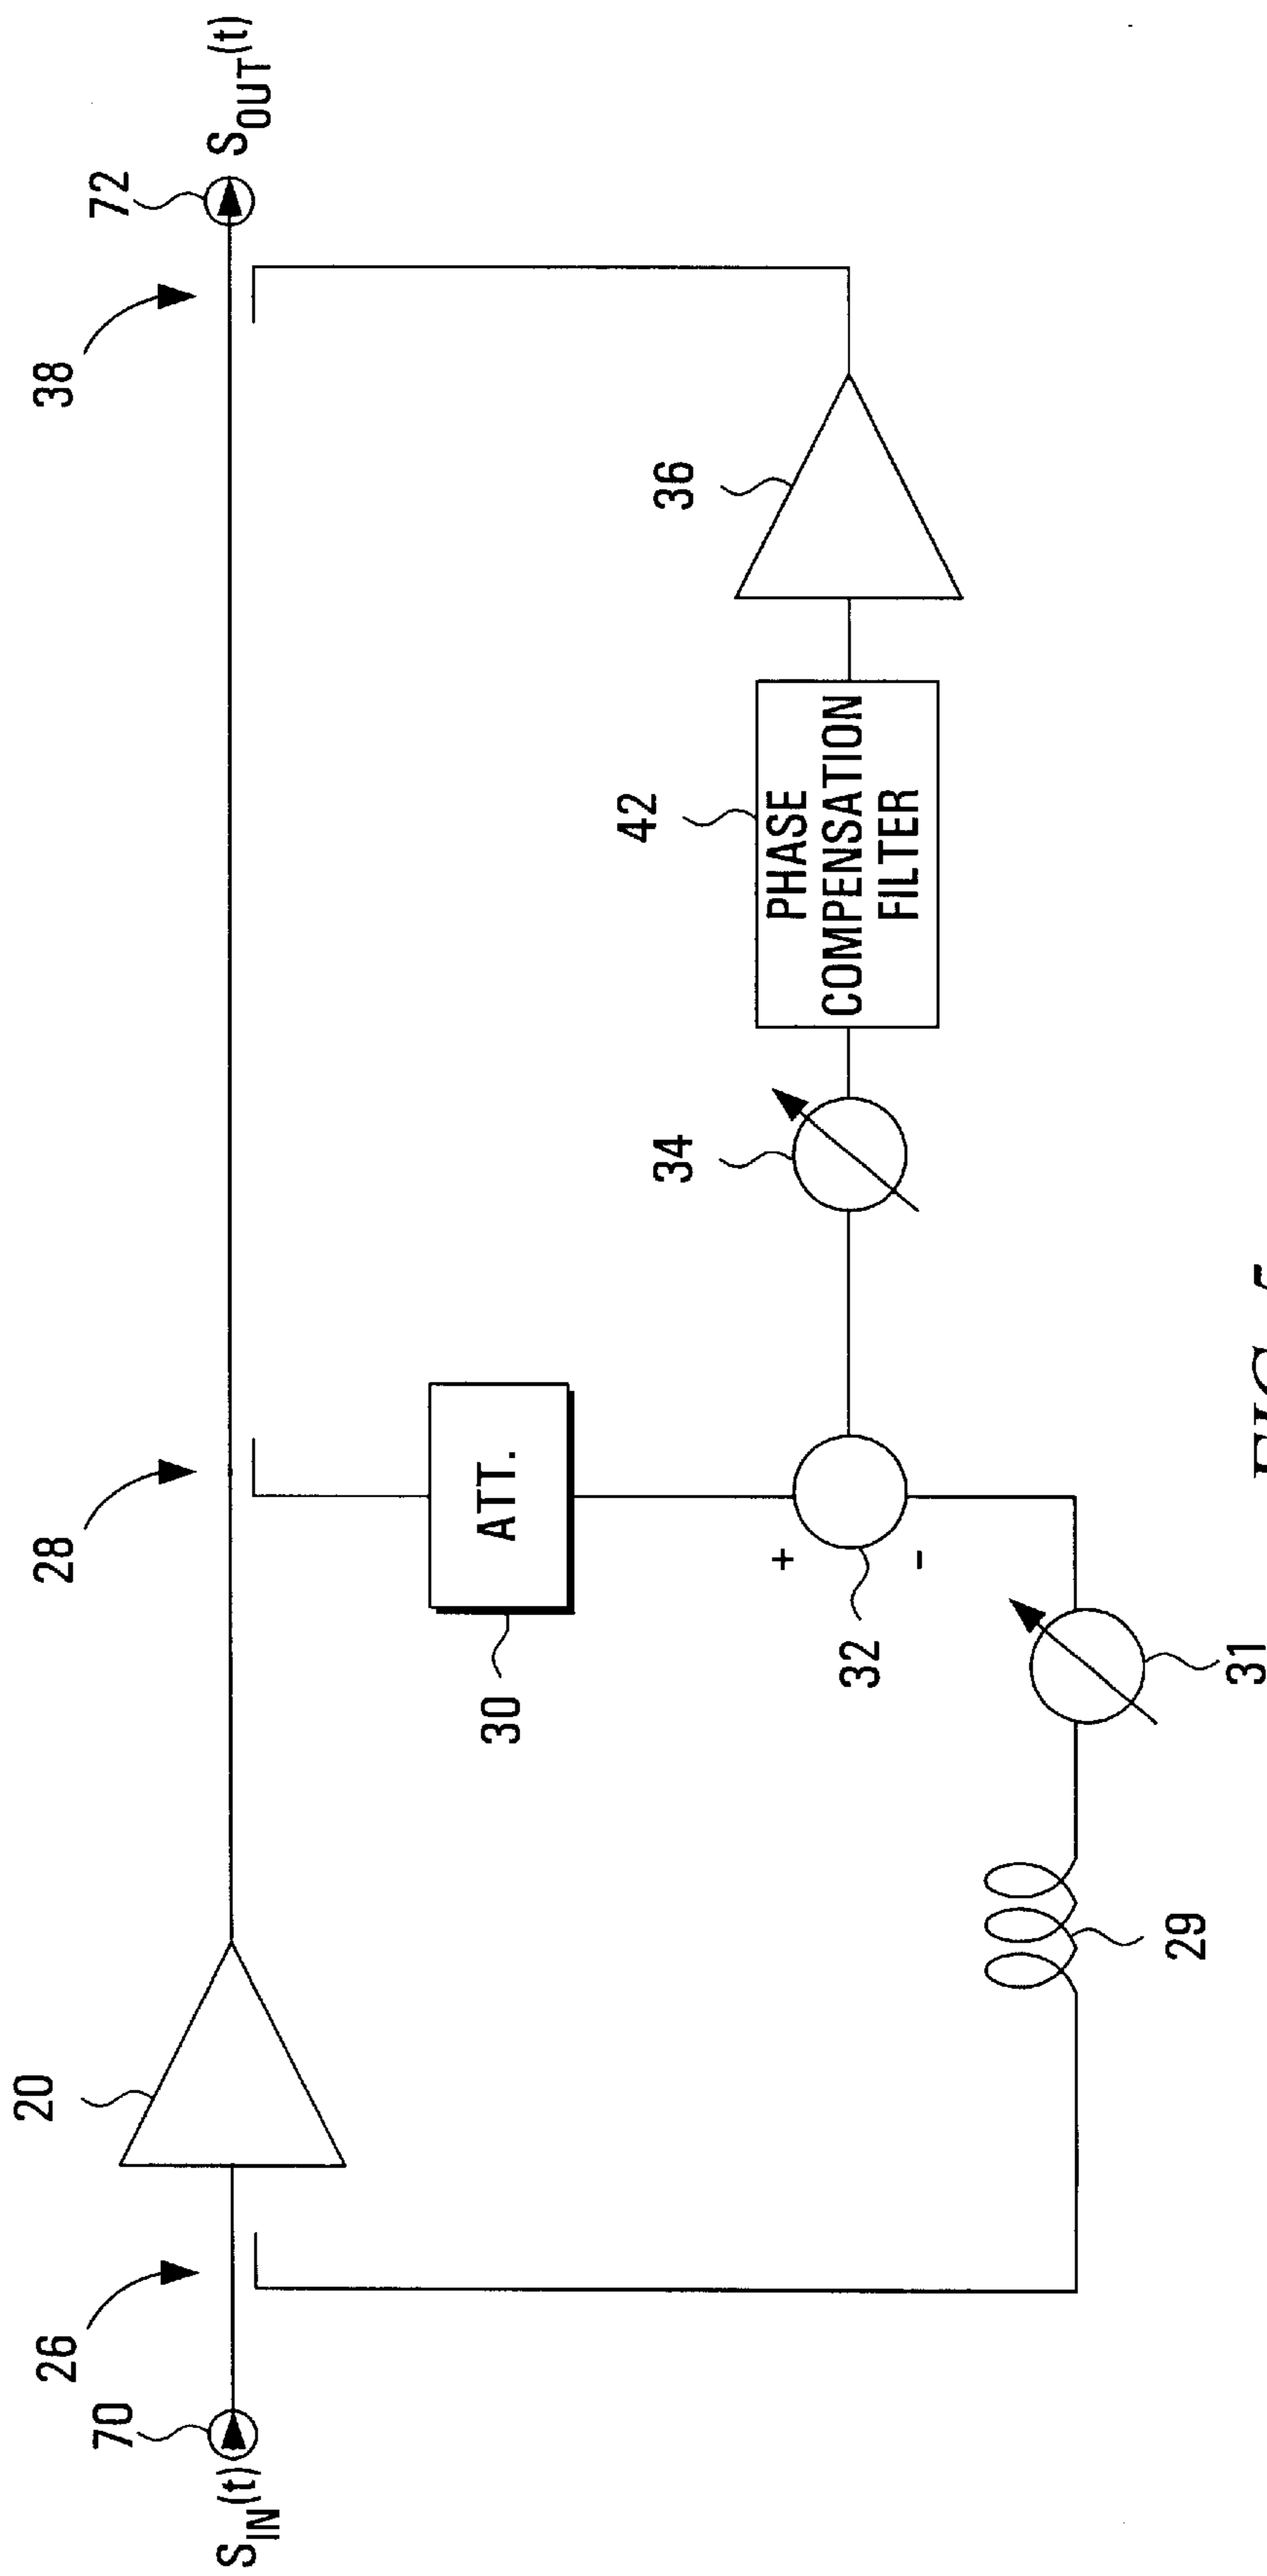 38
72
S_OUT(t)
28
20
26
70
S_IN(t)
ATT.
30
+
-
32
34
42
PHASE
COMPENSATION
FILTER
36
29
31